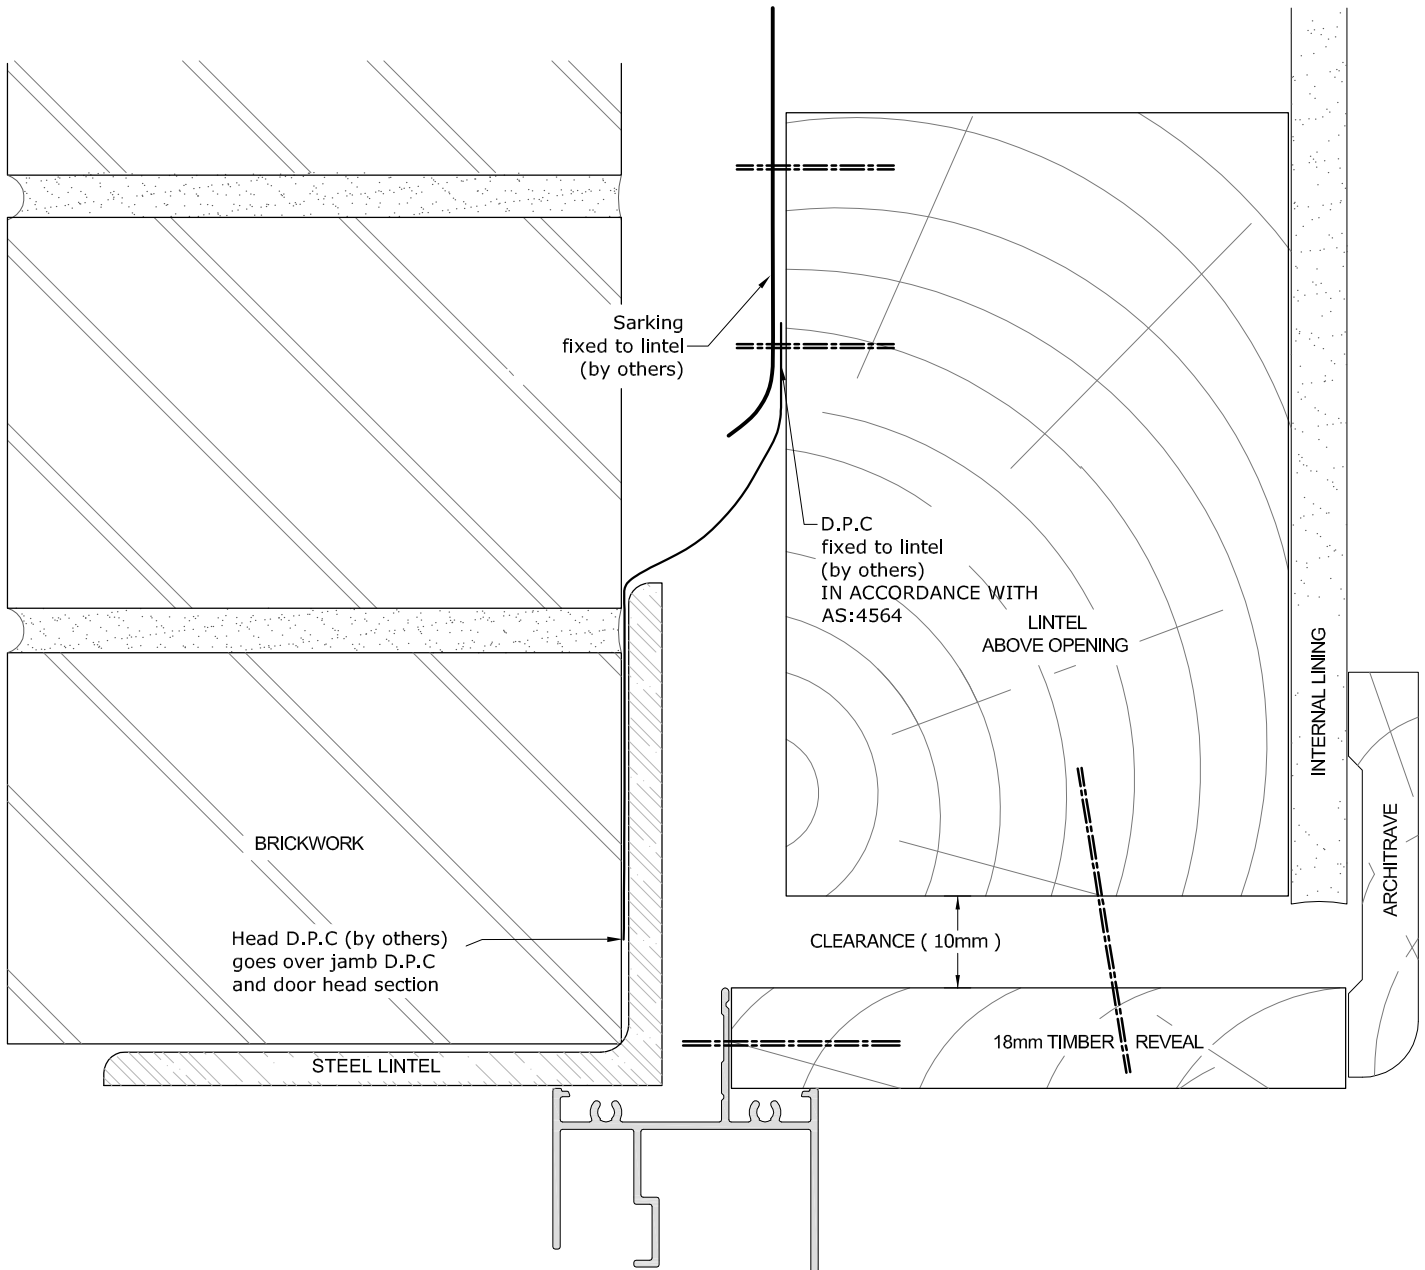 Sarking
fixed to lintel
(by others)
D.P.C
fixed to lintel
(by others)
IN ACCORDANCE WITH
AS:4564
LINTEL
ABOVE OPENING
INTERNAL LINING
ARCHITRAVE
BRICKWORK
Head D.P.C (by others)
goes over jamb D.P.C
and door head section
CLEARANCE ( 10mm )
18mm TIMBER REVEAL
STEEL LINTEL